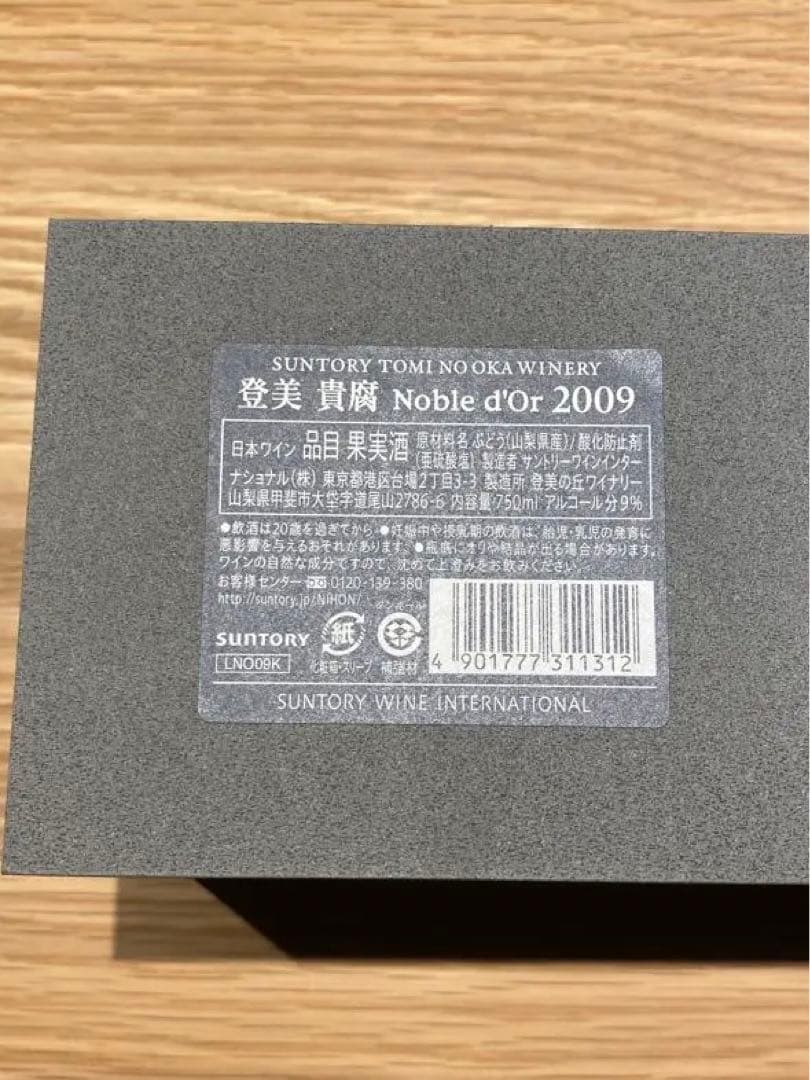 SUNTORY TOMI NO OKA WINERY
登美 貴腐 Noble d'Or 2009
日本ワイン 品目 果実酒 原材料名 ぶどう(山梨県産)/酸化防止剤
(亜硫酸塩) 製造者 サントリーワインインター
ナショナル(株) 東京都港区台場2丁目3-3 製造所 登美の丘ワイナリー
山梨県甲斐市大垈字道尾山2786-6 内容量 750ml アルコール分9%
●飲酒は20歳を過ぎてから ●妊娠中や授乳期の飲酒は、胎児・乳児の発育に
悪影響を与えるおそれがあります。●瓶底にオリや結晶が出る場合があります。
ワインの自然な成分ですので、沈めて上澄みをお飲みください。
お客様センター 0120-139-380
http://suntory.jp/NIHON/
ダンボール
SUNTORY 紙
LNO09K 化粧箱・スリーブ 補強材
4 901777 311312
SUNTORY WINE INTERNATIONAL